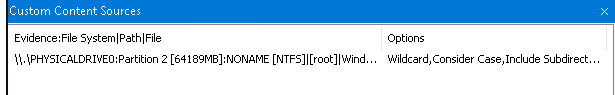 Custom Content Sources
Evidence:File System|Path|File Options
\\.\PHYSICALDRIVE0:Partition 2 [64189MB]:NONAME [NTFS]|[root]|Wind... Wildcard,Consider Case,Include Subdirect...